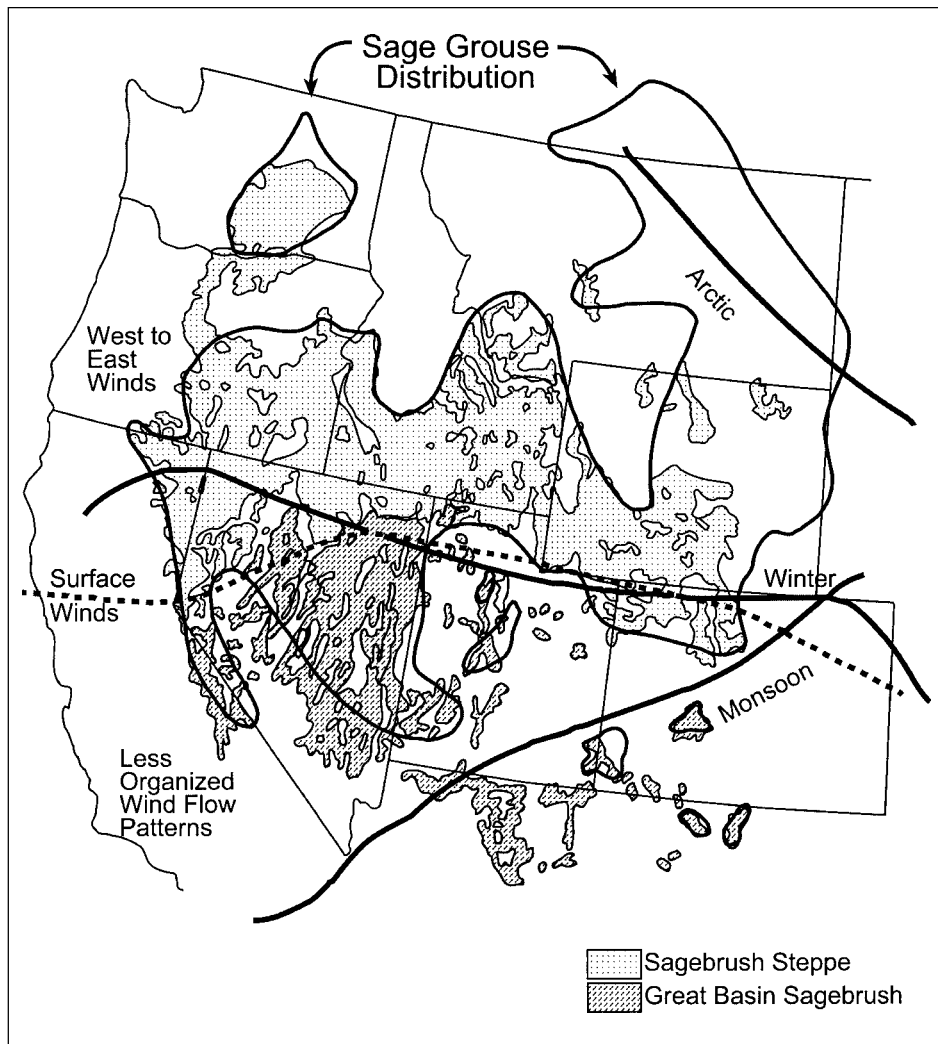 Sage Grouse
Distribution
Arctic
West to
East
Winds
Surface
Winds
Winter
Monsoon
Less
Organized
Wind Flow
Patterns
Sagebrush Steppe
Great Basin Sagebrush